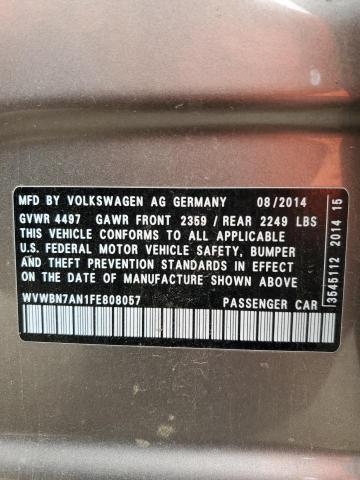 MFD BY VOLKSWAGEN AG GERMANY 08/2014
GVWR 4497 GAWR FRONT 2359 / REAR 2249 LBS
THIS VEHICLE CONFORMS TO ALL APPLICABLE
U.S. FEDERAL MOTOR VEHICLE SAFETY, BUMPER
AND THEFT PREVENTION STANDARDS IN EFFECT
ON THE DATE OF MANUFACTURE SHOWN ABOVE
WVWBN7AN1FE808057 PASSENGER CAR
3545112 2014 15